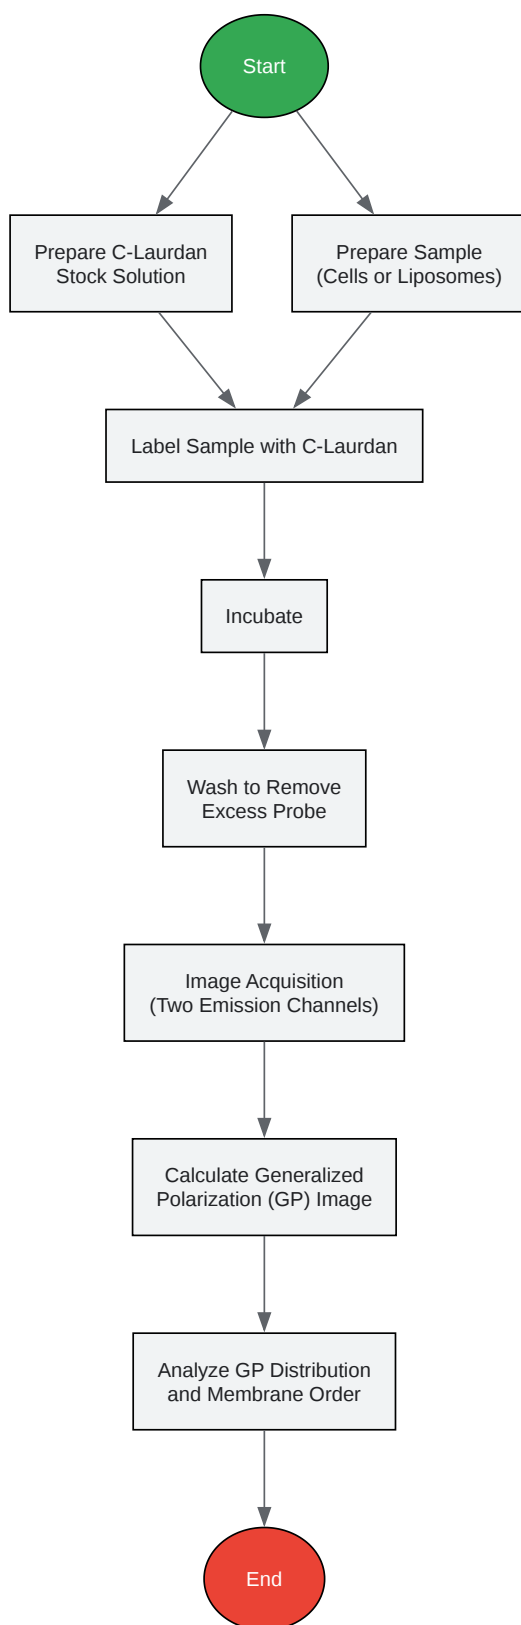 Start
Prepare C-Laurdan
Stock Solution
Prepare Sample
(Cells or Liposomes)
Label Sample with C-Laurdan
Incubate
Wash to Remove
Excess Probe
Image Acquisition
(Two Emission Channels)
Calculate Generalized
Polarization (GP) Image
Analyze GP Distribution
and Membrane Order
End